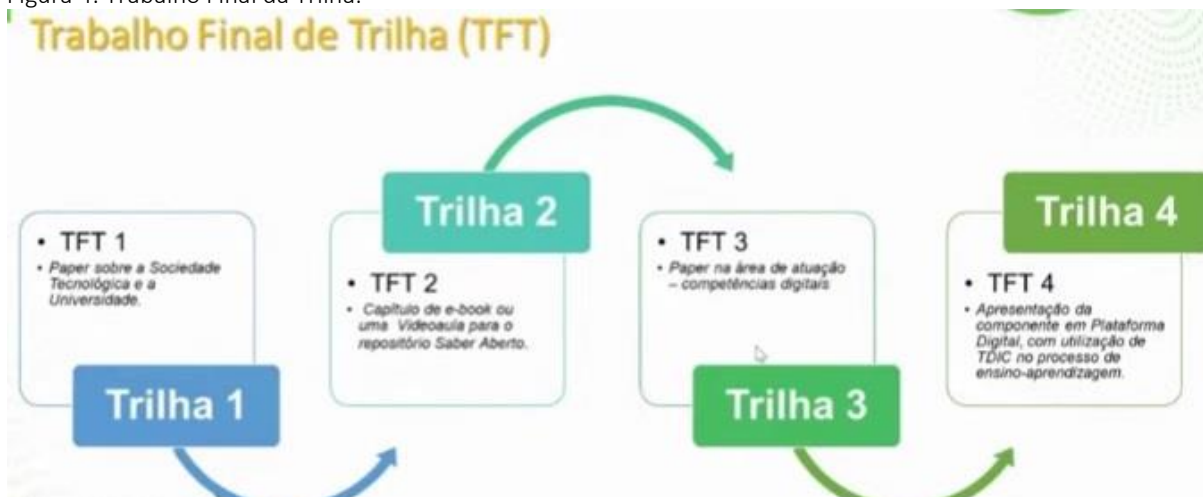 Figura 4: Trabalho Final da Trilha.
Trabalho Final de Trilha (TFT)
• TFT 1
• Paper sobre a Sociedade
Tecnológica e a
Universidade.
Trilha 1
Trilha 2
• TFT 2
• Capítulo de e-book ou
uma Videoaula para o
repositório Saber Aberto.
• TFT 3
• Paper na área de atuação
– competências digitais
Trilha 3
Trilha 4
• TFT 4
• Apresentação da
componente em Plataforma
Digital, com utilização de
TDIC no processo de
ensino-aprendizagem.